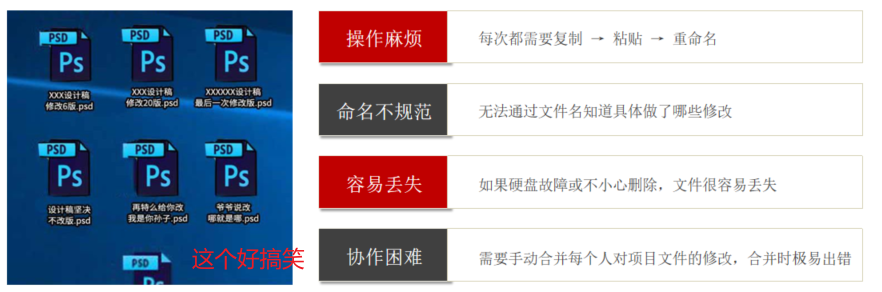 PSD
Ps
XXX设计稿
修改6版.psd
PSD
Ps
XXX设计稿
修改20版.psd
PSD
Ps
XXXXXX设计稿
最后一次修改版.psd
PSD
Ps
设计稿坚决
不改版.psd
PSD
Ps
再特么给你改
我是你孙子.psd
PSD
Ps
爷爷说改
哪就是哪.psd
PSD
这个好搞笑
操作麻烦
每次都需要复制 → 粘贴 → 重命名
命名不规范
无法通过文件名知道具体做了哪些修改
容易丢失
如果硬盘故障或不小心删除，文件很容易丢失
协作困难
需要手动合并每个人对项目文件的修改，合并时极易出错